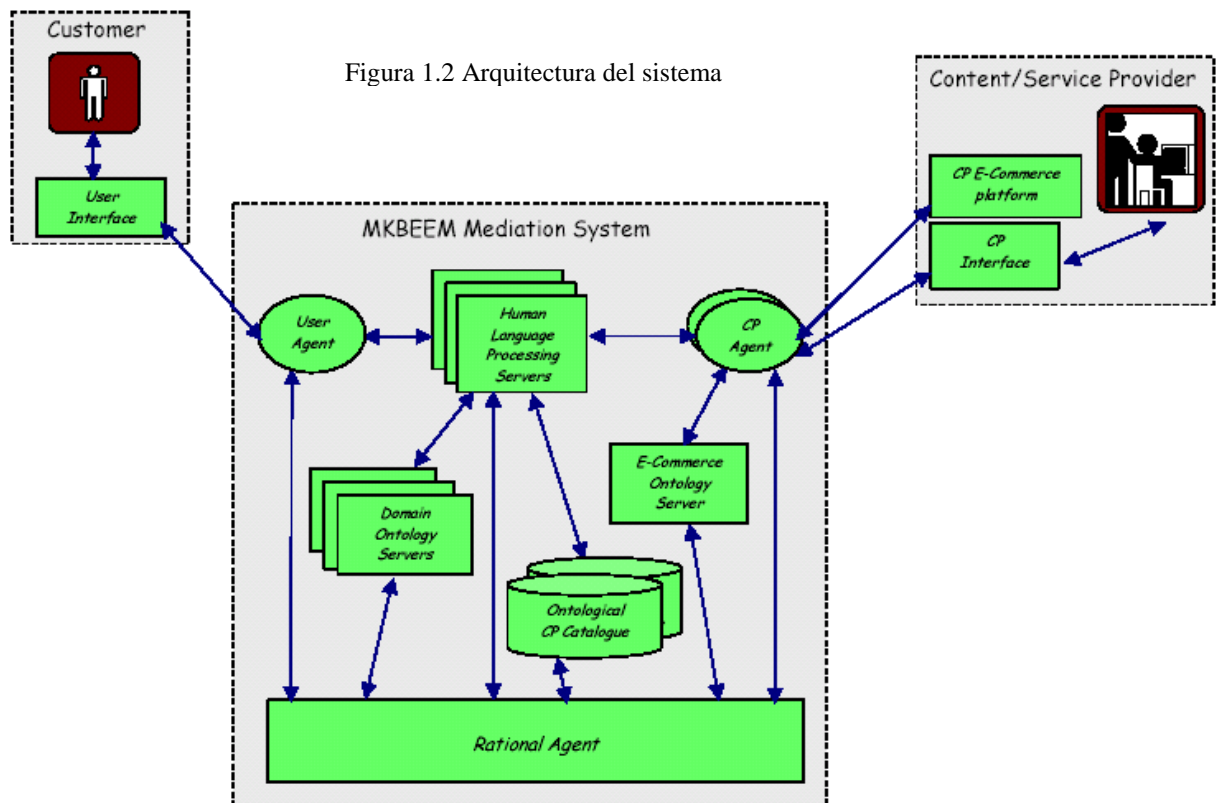 Customer
User
Interface
Figura 1.2 Arquitectura del sistema
Content/Service Provider
CP E-Commerce
platform
CP
Interface
MKBEEM Mediation System
User
Agent
Human
Language
Processing
Servers
CP
Agent
Domain
Ontology
Servers
E-Commerce
Ontology
Server
Ontological
CP Catalogue
Rational Agent